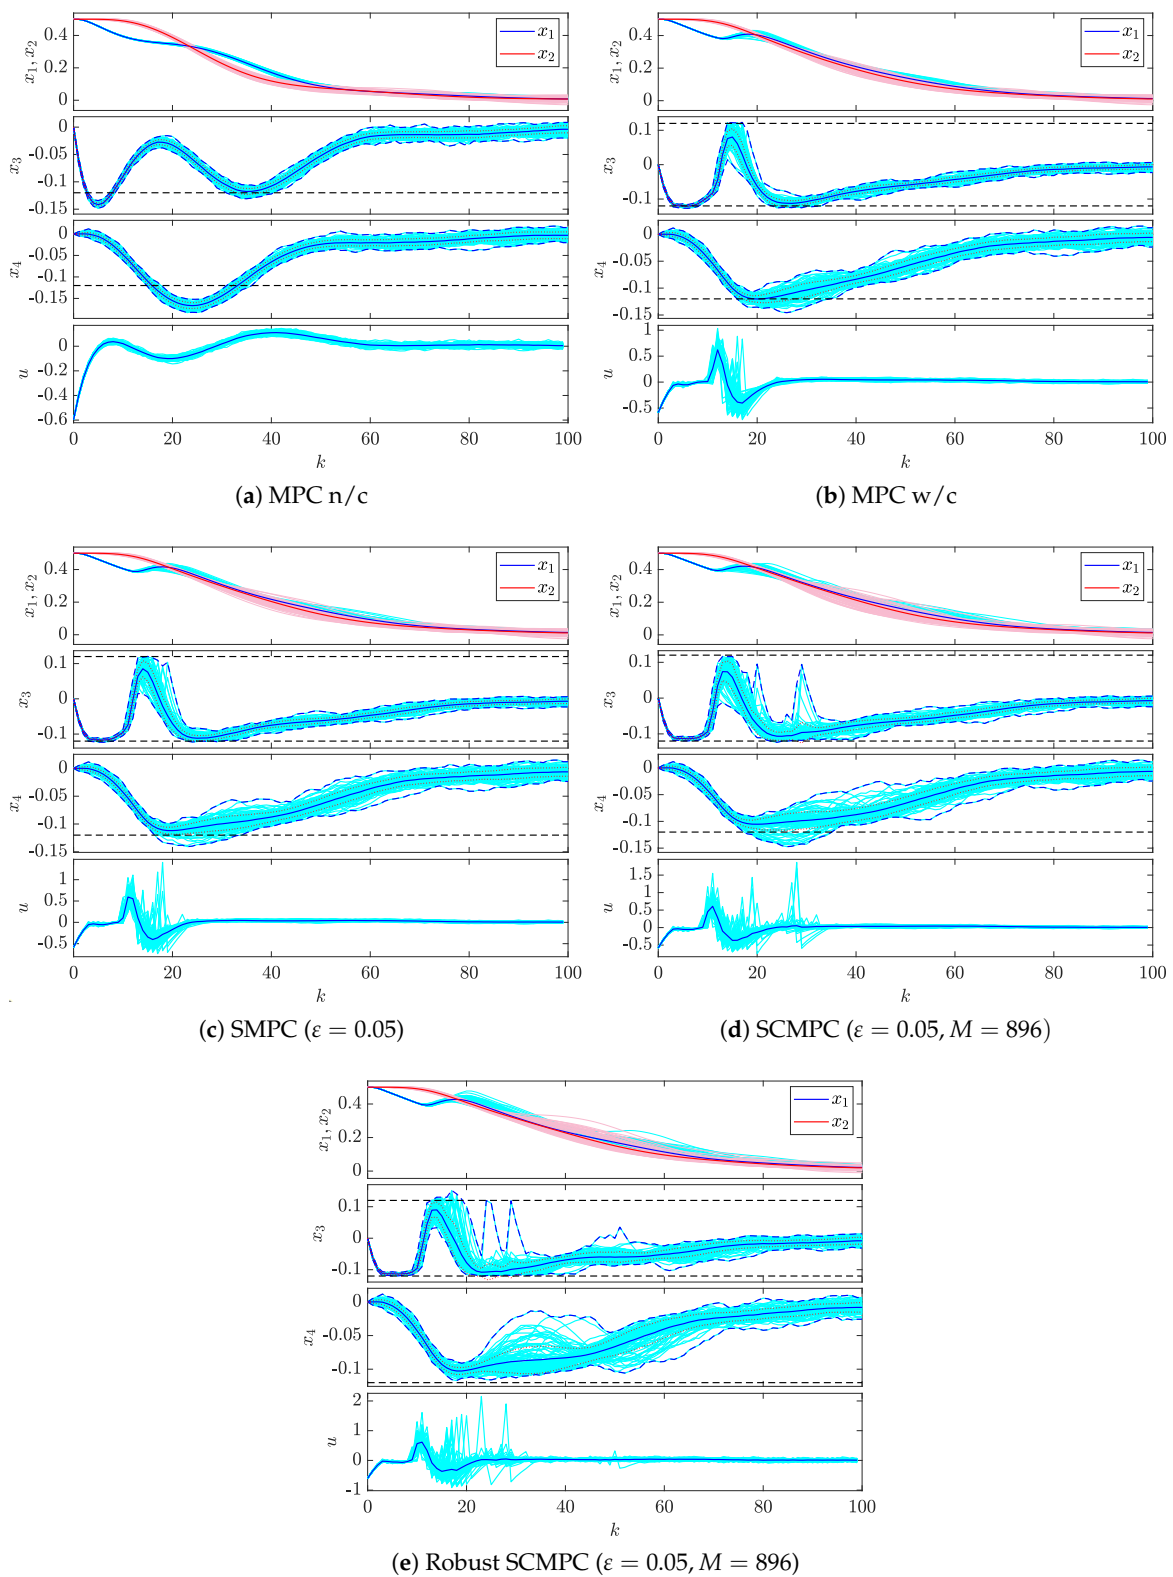 0.4
0.2
0
x1, x2
x1
x2
0
-0.05
-0.1
-0.15
x3
0
-0.05
-0.1
-0.15
x4
0
-0.2
-0.4
-0.6
u
0 20 40 60 80 100
k
(a) MPC n/c
0.4
0.2
0
x1, x2
x1
x2
0.1
0
-0.1
x3
0
-0.05
-0.1
-0.15
x4
1
0.5
0
-0.5
u
0 20 40 60 80 100
k
(b) MPC w/c
0.4
0.2
0
x1, x2
x1
x2
0.1
0
-0.1
x3
0
-0.05
-0.1
-0.15
x4
1
0.5
0
-0.5
u
0 20 40 60 80 100
k
(c) SMPC (ε = 0.05)
0.4
0.2
0
x1, x2
x1
x2
0.1
0
-0.1
x3
0
-0.05
-0.1
-0.15
x4
1.5
1
0.5
0
-0.5
u
0 20 40 60 80 100
k
(d) SCMPC (ε = 0.05, M = 896)
0.4
0.2
0
x1, x2
x1
x2
0.1
0
-0.1
x3
0
-0.05
-0.1
x4
2
1
0
-1
u
0 20 40 60 80 100
k
(e) Robust SCMPC (ε = 0.05, M = 896)